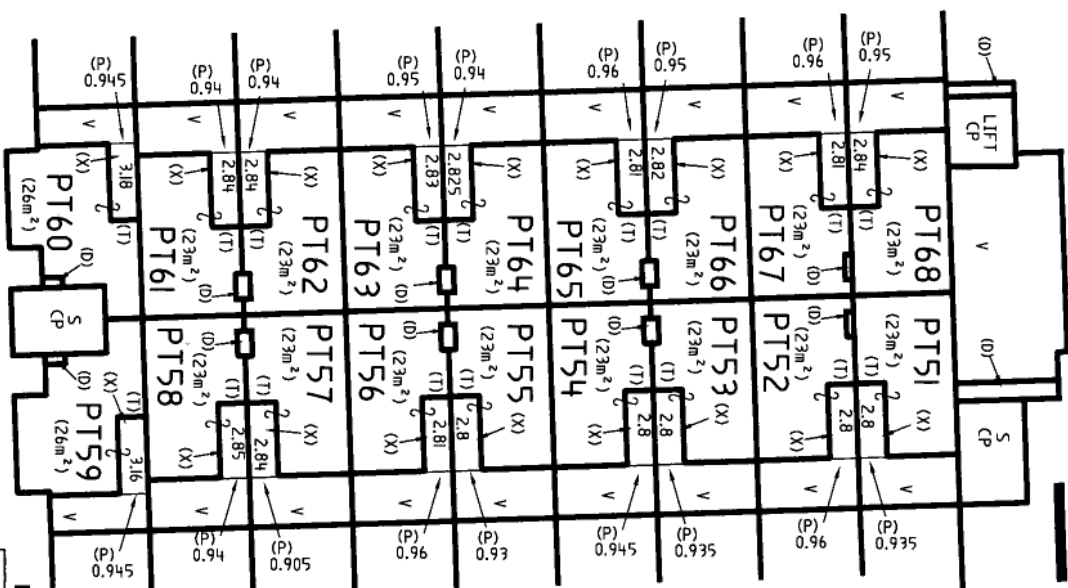 (P)
0.945
(P)
0.94
(P)
0.94
(P)
0.95
(P)
0.94
(P)
0.96
(P)
0.95
(P)
0.96
(P)
0.95
(D)
V
V
V
V
V
V
V
V
V
LIFT
CP
(X)
3.18
(T)
(X)
2.84
2.84
(X)
(T)
(T)
(X)
2.83
2.825
(X)
(T)
(T)
(X)
2.81
2.82
(X)
(T)
(T)
(X)
2.81
2.84
(X)
(T)
(T)
V
PT60
(26m²)
PT61
(23m²)
PT62
(23m²)
PT63
(23m²)
PT64
(23m²)
PT65
(23m²)
PT66
(23m²)
PT67
(23m²)
PT68
(23m²)
(D)
(D)
(D)
(D)
(D)
S
CP
(D)
(D)
(D)
(D)
(D)
(D)
PT59
(26m²)
PT58
(23m²)
PT57
(23m²)
PT56
(23m²)
PT55
(23m²)
PT54
(23m²)
PT53
(23m²)
PT52
(23m²)
PT51
(23m²)
S
CP
(X)
(T)
3.16
(T)
(T)
(X)
2.85
2.84
(X)
(T)
(T)
(X)
2.81
2.8
(X)
(T)
(T)
(X)
2.8
2.8
(X)
(T)
(T)
(X)
2.8
2.8
(X)
V
V
V
V
V
V
V
V
V
(P)
0.945
(P)
0.94
(P)
0.905
(P)
0.96
(P)
0.93
(P)
0.945
(P)
0.935
(P)
0.96
(P)
0.935